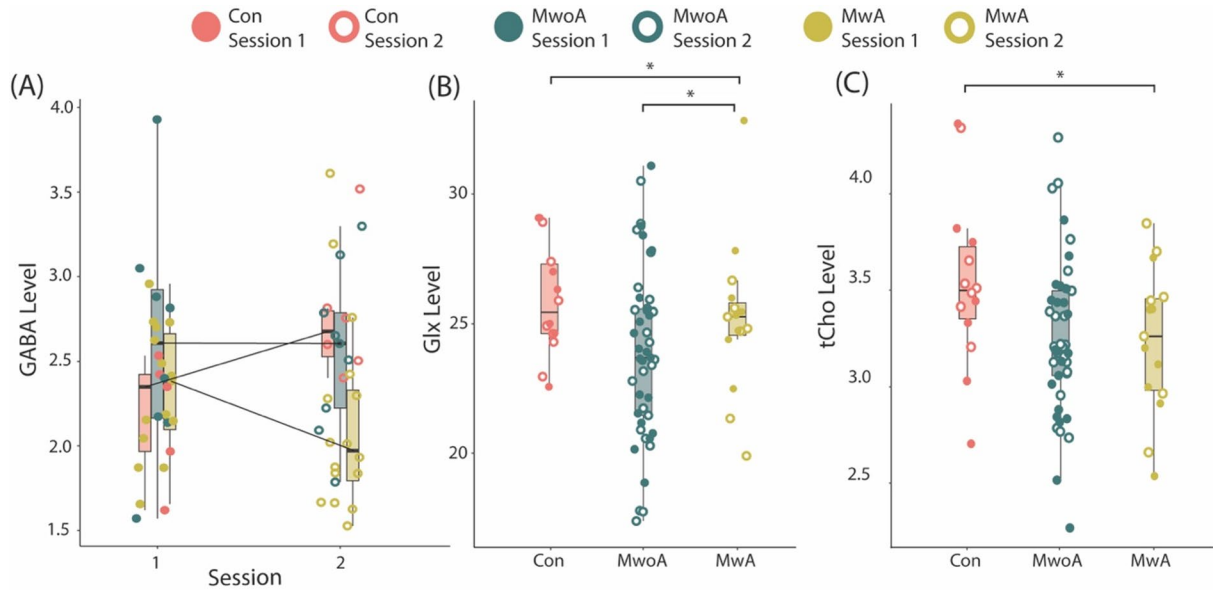 Con
Session 1
Con
Session 2
MwoA
Session 1
MwoA
Session 2
MwA
Session 1
MwA
Session 2
(A)
GABA Level
4.0
3.5
3.0
2.5
2.0
1.5
1
2
Session
(B)
*
*
Glx Level
30
25
20
Con
MwoA
MwA
(C)
*
tCho Level
4.0
3.5
3.0
2.5
Con
MwoA
MwA